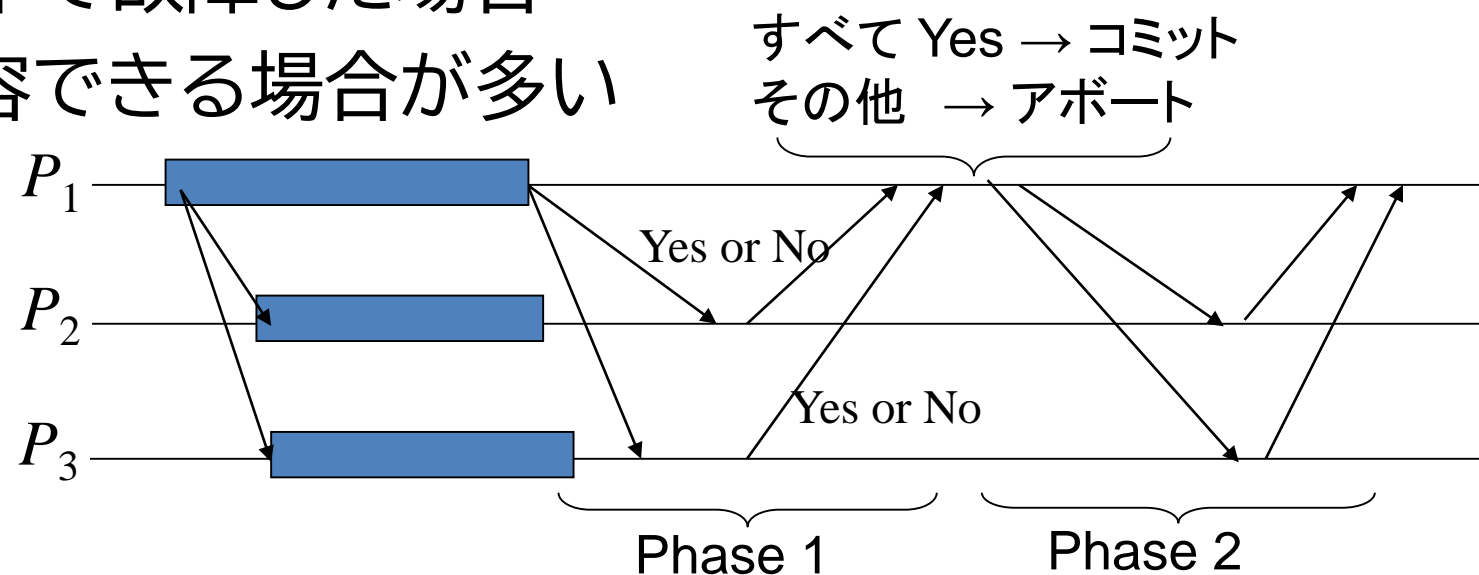 で故障した場合
容できる場合が多い
すべて Yes → コミット
その他 → アボート
P1
Yes or No
P2
Yes or No
P3
Phase 1
Phase 2